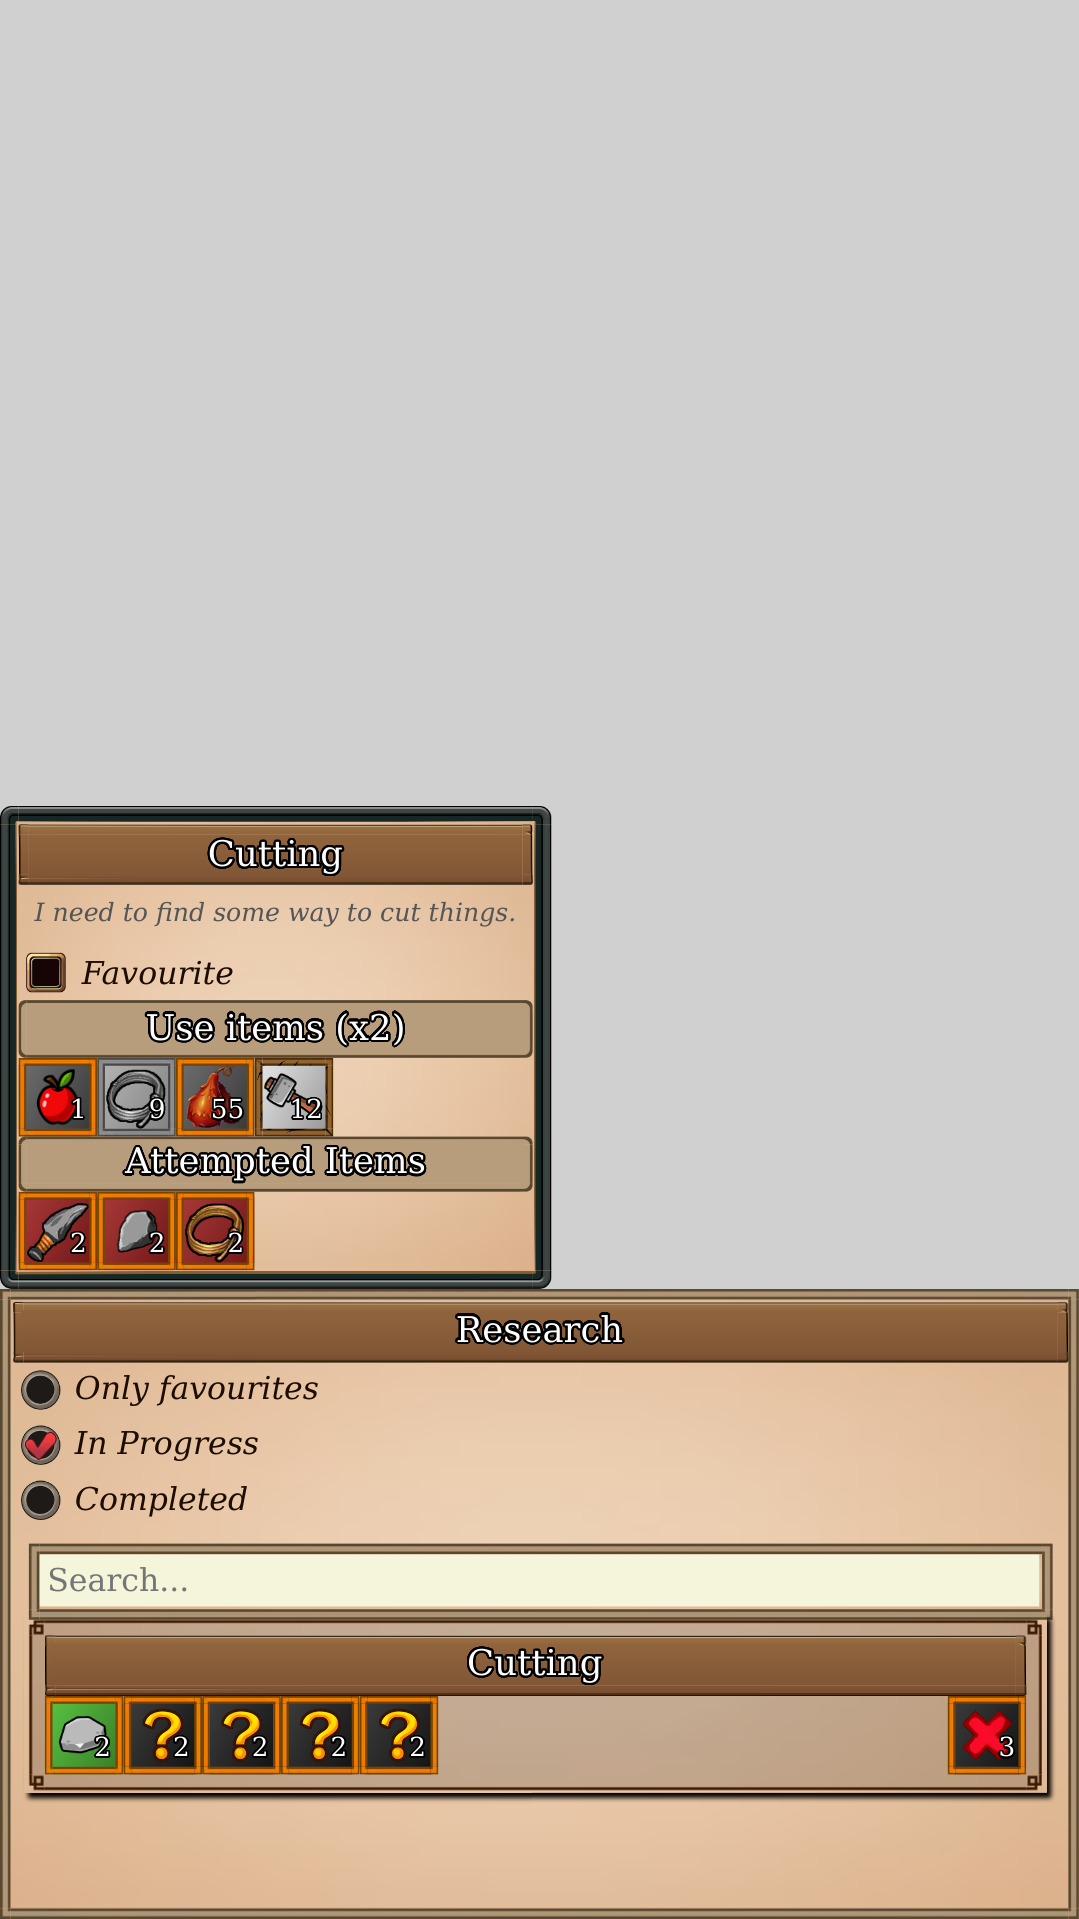 Cutting
I need to find some way to cut things.
Favourite
Use items (x2)
1 9 55 12
Attempted Items
2 2 2
Research
Only favourites
In Progress
Completed
Search...
Cutting
2 2 2 2 2 3